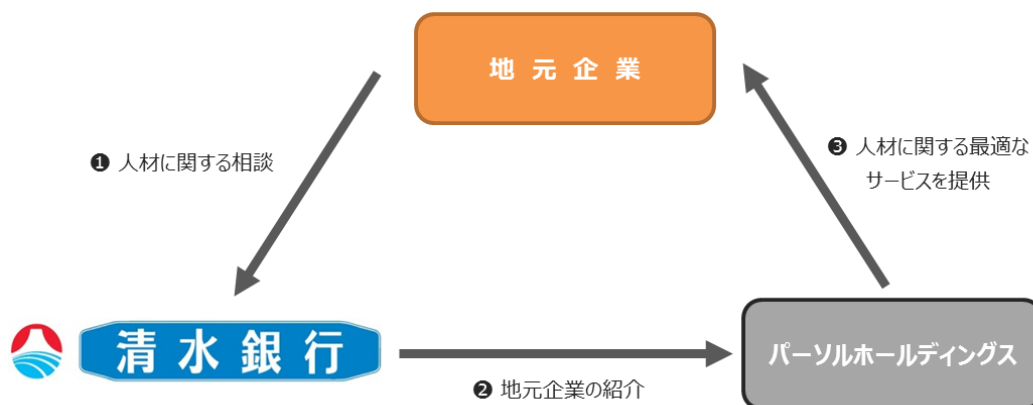 地元企業
❶ 人材に関する相談
❸ 人材に関する最適な
サービスを提供
清水銀行
パーソルホールディングス
❷ 地元企業の紹介